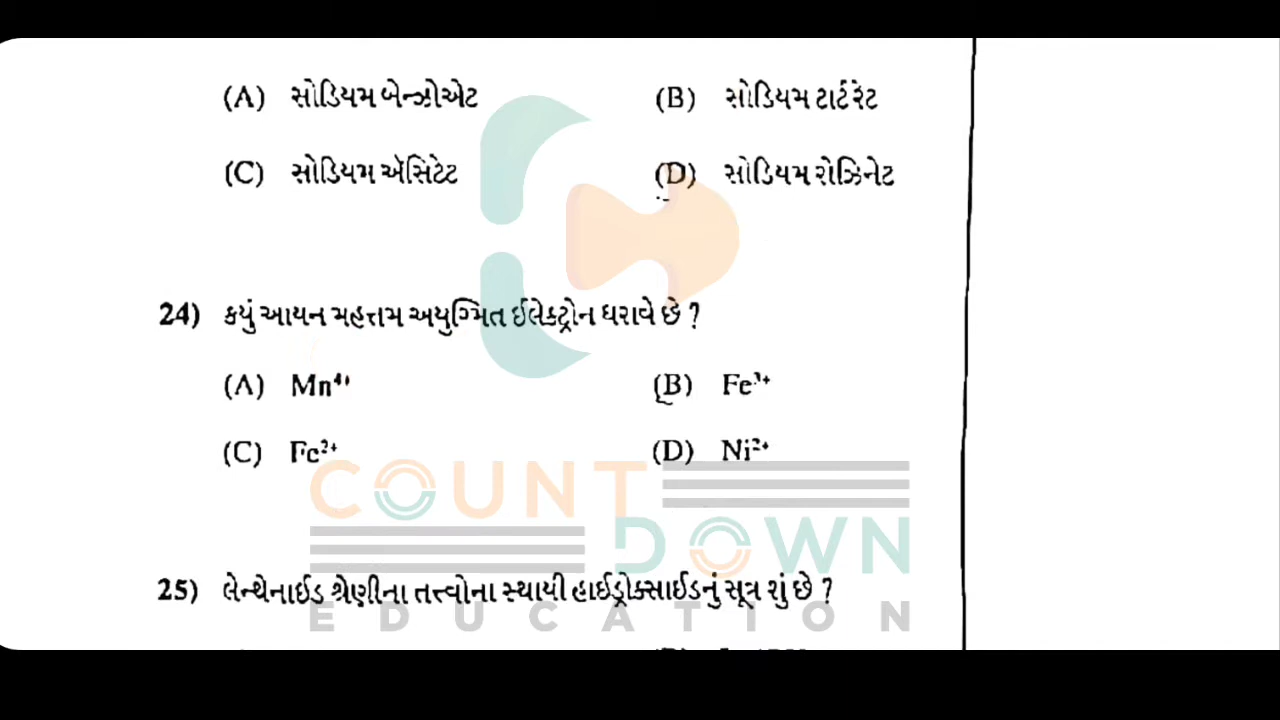 (A) સોડિયમ બેન્ઝોએટ (B) સોડિયમ ટાર્ટરેટ
(C) સોડિયમ ઍસિટેટ (D) સોડિયમ રોઝિનેટ
24) કયું આયન મહત્તમ અયુગ્મિત ઈલેક્ટ્રોન ધરાવે છે ?
(A) Mn⁴⁺ (B) Fe³⁺
(C) Fe²⁺ (D) Ni²⁺
COUNT
DOWN
25) લેન્થેનાઈડ શ્રેણીના તત્ત્વોના સ્થાયી હાઈડ્રોક્સાઈડનું સૂત્ર શું છે ?
EDUCATION